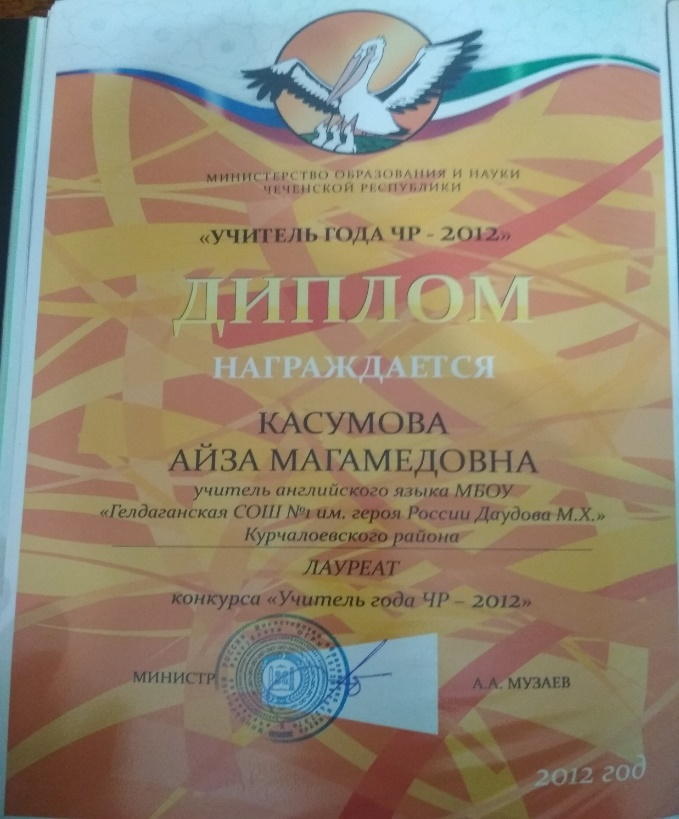 МИНИСТЕРСТВО ОБРАЗОВАНИЯ И НАУКИ
ЧЕЧЕНСКОЙ РЕСПУБЛИКИ
«УЧИТЕЛЬ ГОДА ЧР - 2012»
ДИПЛОМ
НАГРАЖДАЕТСЯ
КАСУМОВА
АЙЗА МАГАМЕДОВНА
учитель английского языка МБОУ
«Гелдаганская СОШ №1 им. героя России Даудова М.Х.»
Курчалоевского района
ЛАУРЕАТ
конкурса «Учитель года ЧР – 2012»
МИНИСТР
А.А. МУЗАЕВ
2012 год